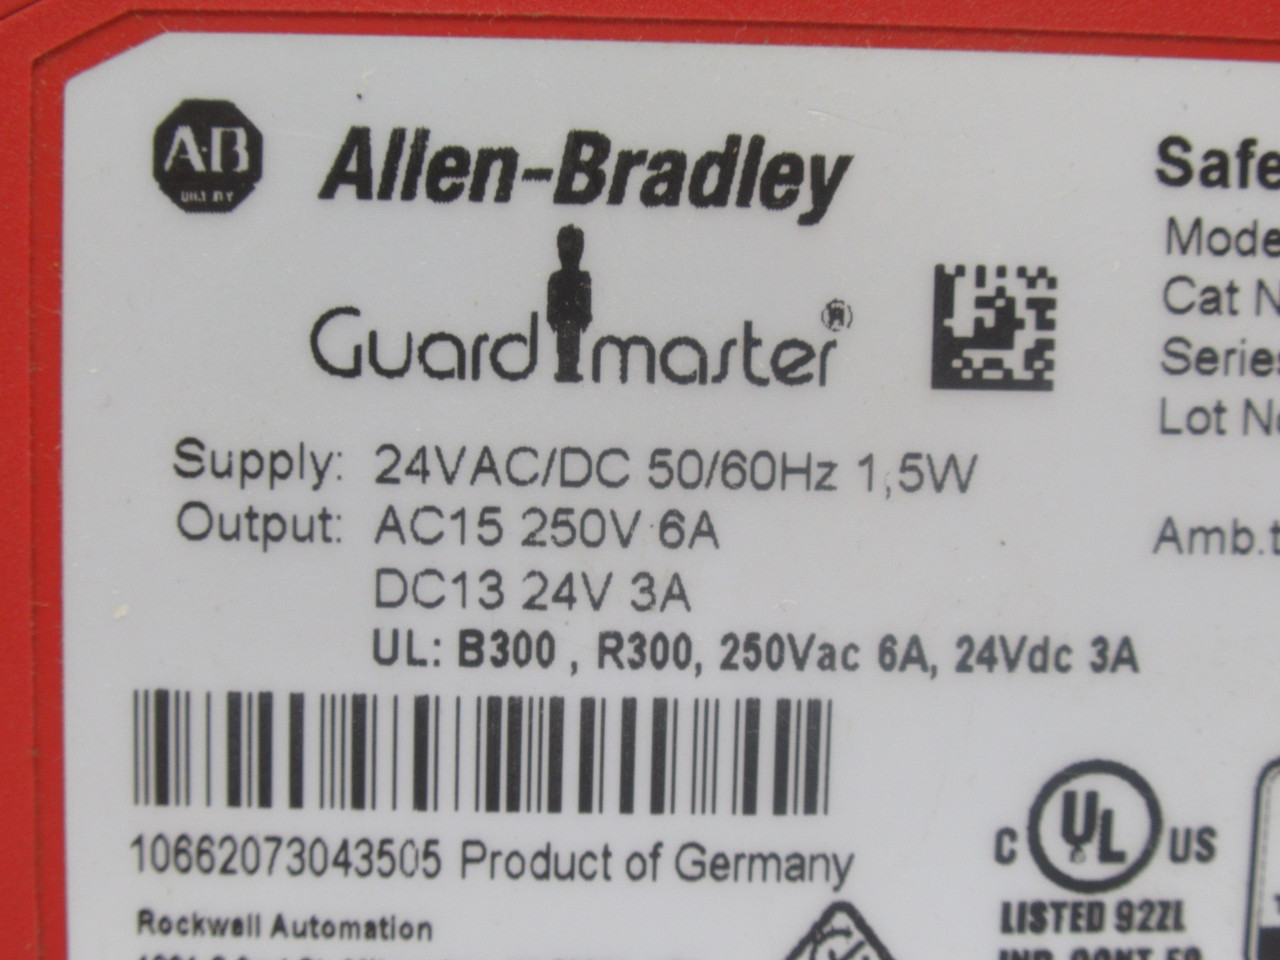 A·B
Allen-Bradley
Guardmaster®
Supply: 24VAC/DC 50/60Hz 1,5W
Output: AC15 250V 6A
DC13 24V 3A
UL: B300 , R300, 250Vac 6A, 24Vdc 3A
10662073043505 Product of Germany
Rockwell Automation
Safe
Mode
Cat N
Series
Lot Nu
Amb.t
C UL US
LISTED 92ZL